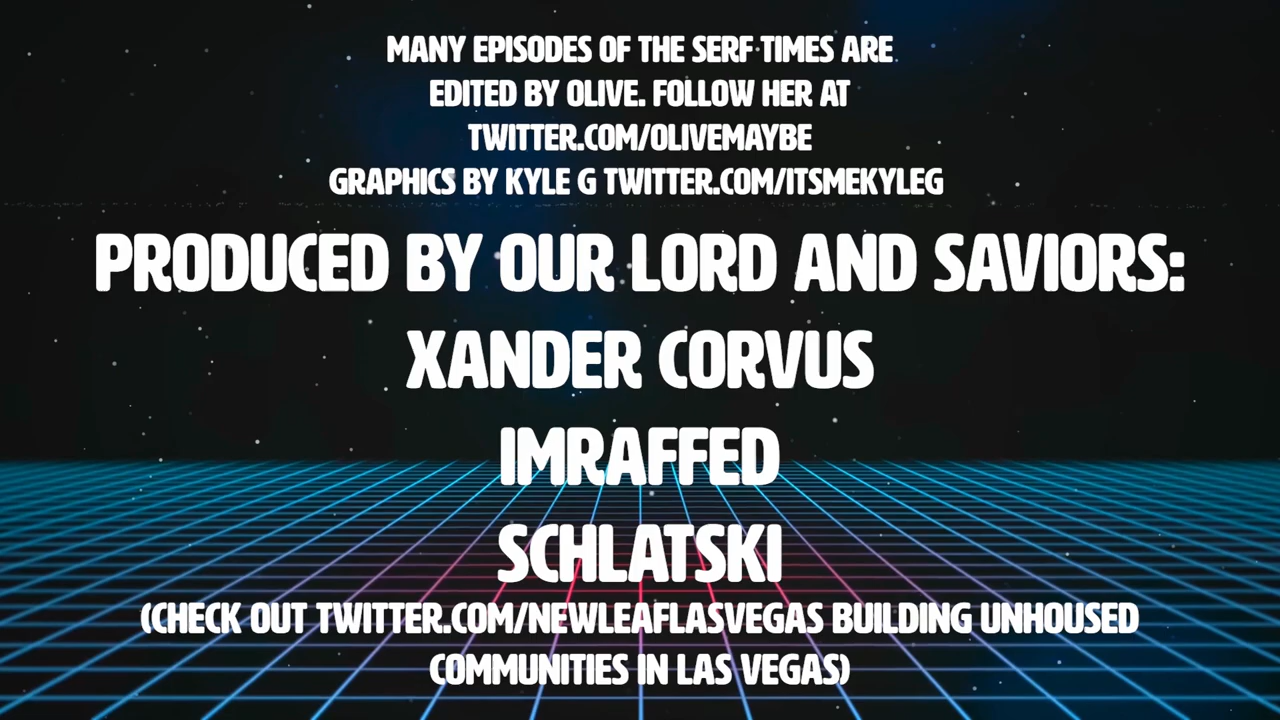 MANY EPISODES OF THE SERF TIMES ARE
EDITED BY OLIVE. FOLLOW HER AT
TWITTER.COM/OLIVEMAYBE
GRAPHICS BY KYLE G TWITTER.COM/ITSMEKYLEG
PRODUCED BY OUR LORD AND SAVIORS:
XANDER CORVUS
IMRAFFED
SCHLATSKI
(CHECK OUT TWITTER.COM/NEWLEAFLASVEGAS BUILDING UNHOUSED
COMMUNITIES IN LAS VEGAS)